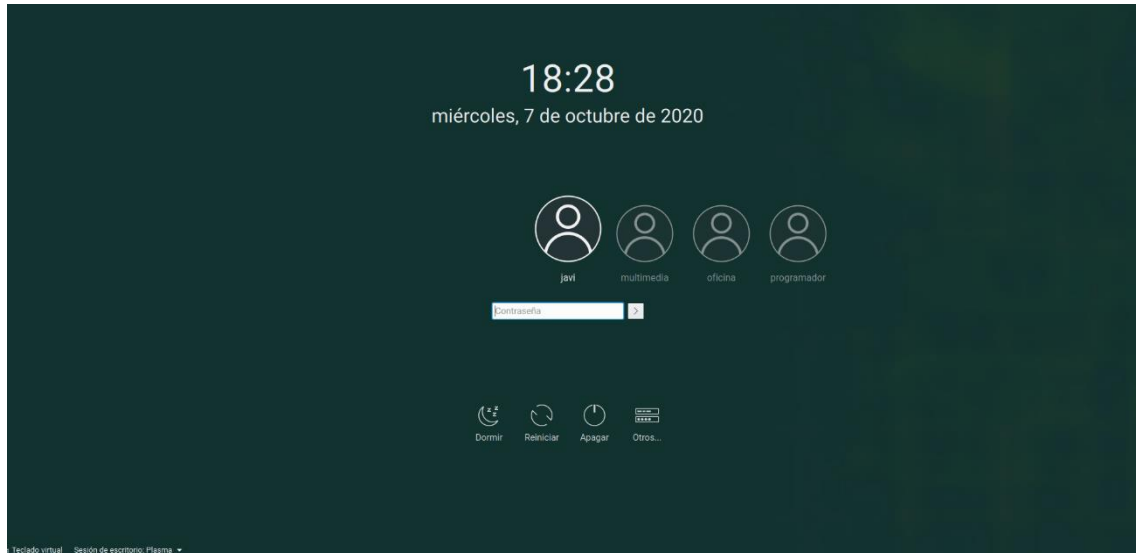 18:28
miércoles, 7 de octubre de 2020
javi multimedia oficina programador
Contraseña
Dormir Reiniciar Apagar Otros...
Teclado virtual Sesión de escritorio: Plasma